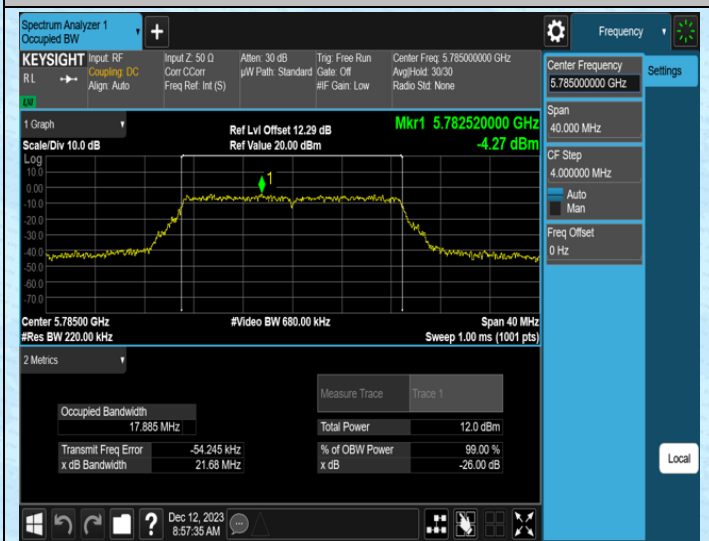 Spectrum Analyzer 1
Occupied BW
Frequency
KEYSIGHT
R L
LXI
Input: RF
Coupling: DC
Align: Auto
Input Z: 50 Ω
Corr CCorr
Freq Ref: Int (S)
Atten: 30 dB
µW Path: Standard
Trig: Free Run
Gate: Off
#IF Gain: Low
Center Freq: 5.785000000 GHz
Avg|Hold: 30/30
Radio Std: None
Center Frequency
5.785000000 GHz
Settings
Span
40.000 MHz
CF Step
4.000000 MHz
Auto
Man
Freq Offset
0 Hz
1 Graph
Scale/Div 10.0 dB
Ref Lvl Offset 12.29 dB
Ref Value 20.00 dBm
Mkr1 5.782520000 GHz
-4.27 dBm
Log
10.0
0.00
-10.0
-20.0
-30.0
-40.0
-50.0
-60.0
-70.0
1
Center 5.78500 GHz
#Res BW 220.00 kHz
#Video BW 680.00 kHz
Span 40 MHz
Sweep 1.00 ms (1001 pts)
2 Metrics
Measure Trace Trace 1
Occupied Bandwidth
17.885 MHz
Total Power 12.0 dBm
Transmit Freq Error -54.245 kHz
% of OBW Power 99.00 %
x dB Bandwidth 21.68 MHz
x dB -26.00 dB
Local
?
Dec 12, 2023
8:57:35 AM